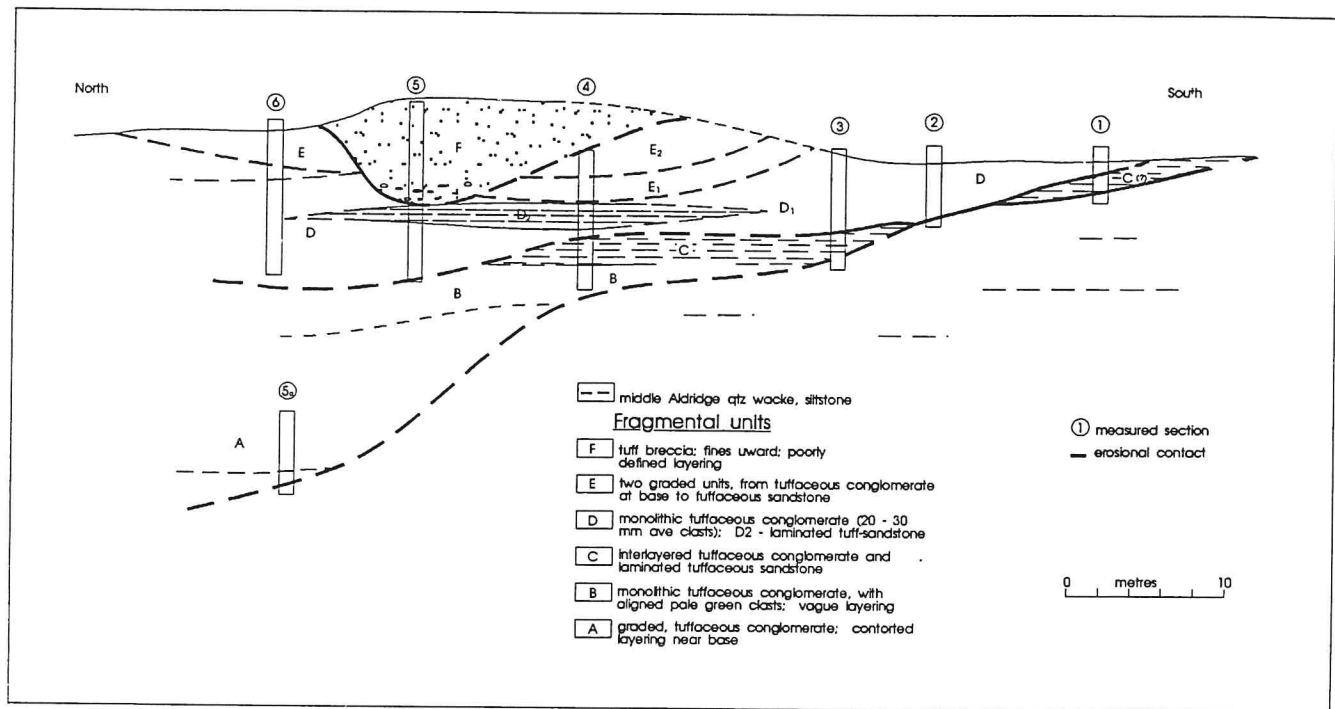 North
South
6
5
4
3
2
1
E
F
E2
E1
D
C (?)
D2
D1
D
C
B
B
5a
A
middle Aldridge qtz wacke, siltstone
Fragmental units
F tuff breccia; fines uward; poorly
defined layering
E two graded units, from tuffaceous conglomerate
at base to tuffaceous sandstone
D monolithic tuffaceous conglomerate (20 - 30
mm ave clasts); D2 - laminated tuff-sandstone
C interlayered tuffaceous conglomerate and
laminated tuffaceous sandstone
B monolithic tuffaceous conglomerate, with
aligned pale green clasts; vague layering
A graded, tuffaceous conglomerate; contorted
layering near base
1 measured section
erosional contact
0 metres 10